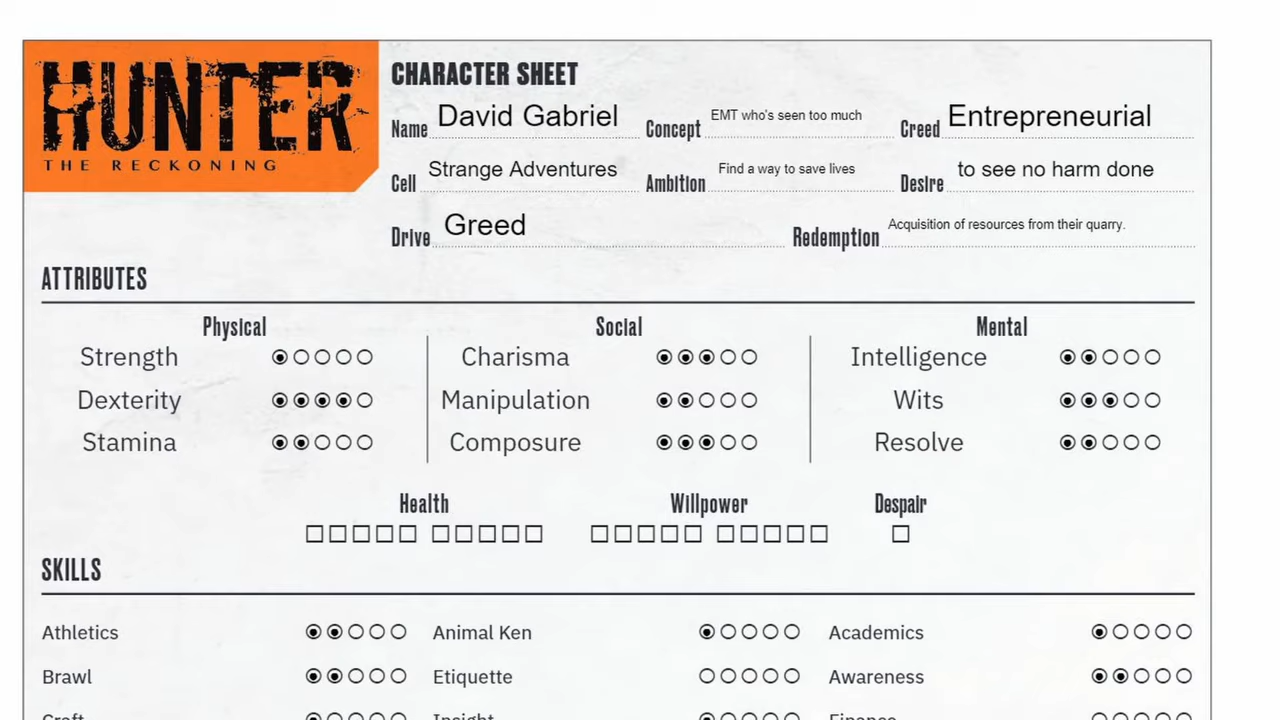 HUNTER
THE RECKONING
CHARACTER SHEET
Name David Gabriel Concept EMT who's seen too much Creed Entrepreneurial
Cell Strange Adventures Ambition Find a way to save lives Desire to see no harm done
Drive Greed Redemption Acquisition of resources from their quarry.
ATTRIBUTES
Physical Social Mental
Strength Charisma Intelligence
Dexterity Manipulation Wits
Stamina Composure Resolve
Health Willpower Despair
SKILLS
Athletics Animal Ken Academics
Brawl Etiquette Awareness
Craft Insight Finance